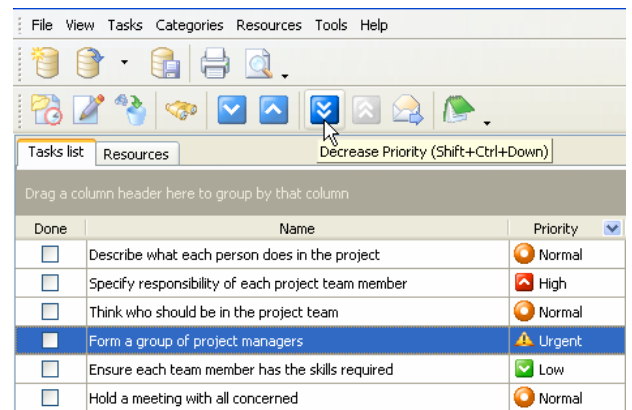 File View Tasks Categories Resources Tools Help
Tasks list Resources
Decrease Priority (Shift+Ctrl+Down)
Drag a column header here to group by that column
Done Name Priority
Describe what each person does in the project Normal
Specify responsibility of each project team member High
Think who should be in the project team Normal
Form a group of project managers Urgent
Ensure each team member has the skills required Low
Hold a meeting with all concerned Normal